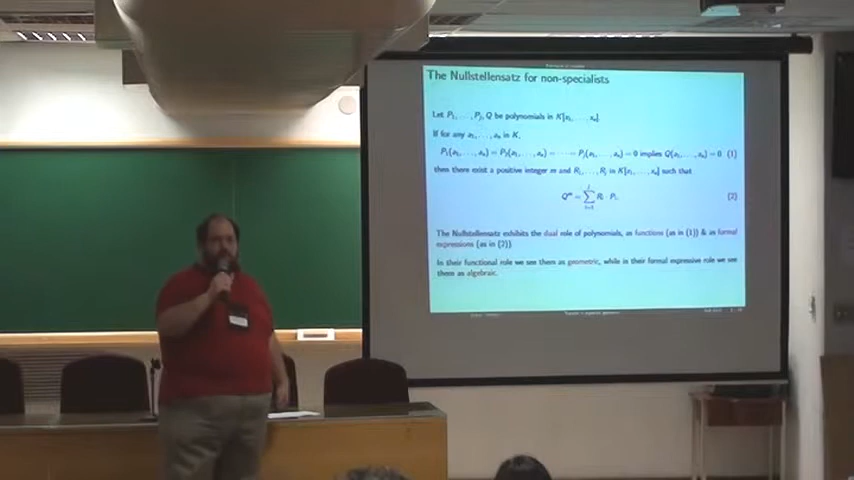 The Nullstellensatz for non-specialists
Let P₁, . . . , Pⱼ, Q be polynomials in K[x₁, . . . , xₙ].
If for any a₁, . . . , aₙ in K,
P₁(a₁, . . . , aₙ) = P₂(a₁, . . . , aₙ) = · · · = Pⱼ(a₁, . . . , aₙ) = 0 implies Q(a₁, . . . , aₙ) = 0 (1)
then there exist a positive integer m and R₁, . . . , Rⱼ in K[x₁, . . . , xₙ] such that
Qᵐ = ∑ Rᵢ · Pᵢ. (2)
The Nullstellensatz exhibits the dual role of polynomials, as functions (as in (1)) & as formal
expressions (as in (2)).
In their functional role we see them as geometric, while in their formal expressive role we see
them as algebraic.